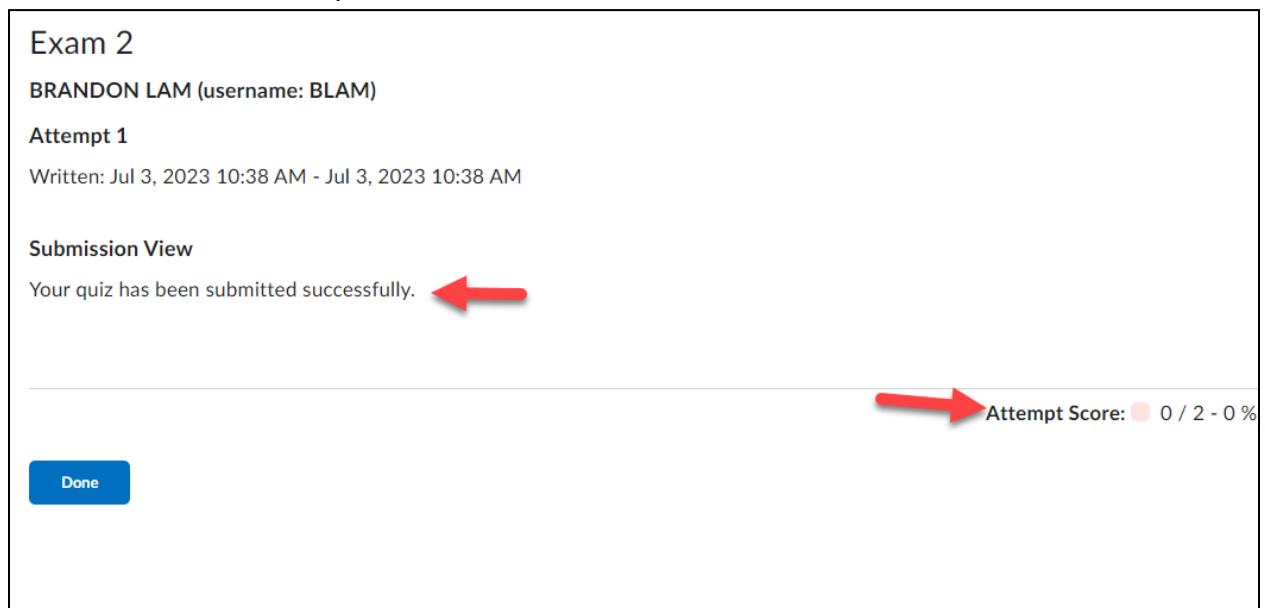 Exam 2
BRANDON LAM (username: BLAM)
Attempt 1
Written: Jul 3, 2023 10:38 AM - Jul 3, 2023 10:38 AM
Submission View
Your quiz has been submitted successfully.
Attempt Score: 0 / 2 - 0 %
Done